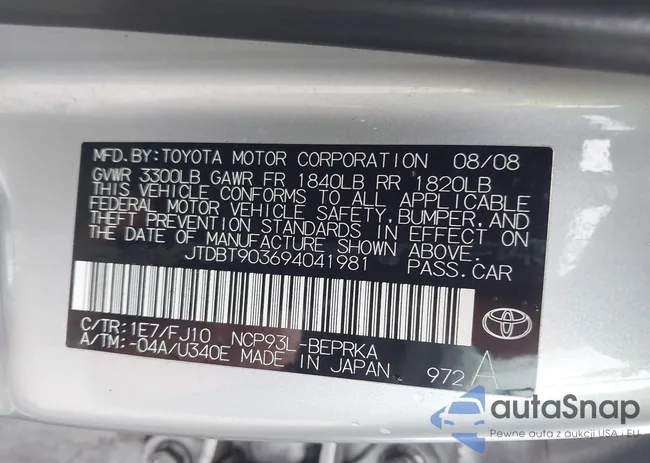 MFD.BY:TOYOTA MOTOR CORPORATION 08/08
GVWR 3300LB GAWR FR 1840LB RR 1820LB
THIS VEHICLE CONFORMS TO ALL APPLICABLE
FEDERAL MOTOR VEHICLE SAFETY,BUMPER,AND
THEFT PREVENTION STANDARDS IN EFFECT ON
THE DATE OF MANUFACTURE SHOWN ABOVE.
JTDBT903694041981 PASS.CAR
C/TR:1E7/FJ10 NCP93L-BEPRKA
A/TM:-04A/U340E MADE IN JAPAN 972A
autaSnap
Pewne auta z aukcji USA i EU